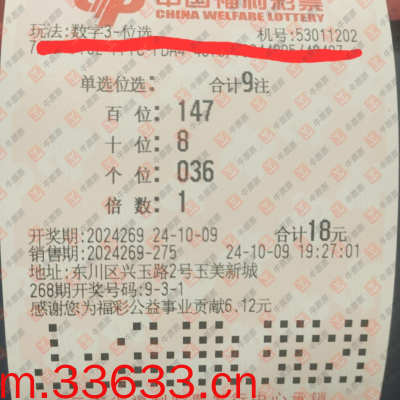 中国福利彩票
CHINA WELFARE LOTTERY
玩法:数字3-位选 机号:53011202
单选位选: 合计9注
百位: 147
十位: 8
个位: 036
倍数: 1
开奖期:2024269 24-10-09 合计18元
销售期:2024269-275 24-10-09 19:27:01
地址:东川区兴玉路2号玉美新城
268期开奖号码:9-3-1
感谢您为福彩公益事业贡献6.12元
m.33633.com.cn